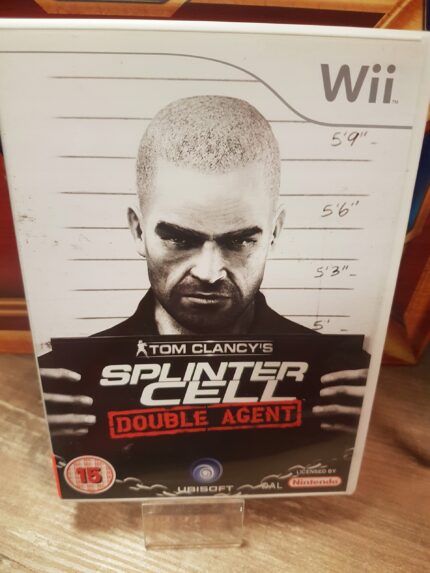 Wii
5'9"-
5'6"
5'3"-
5'-
TOM CLANCY'S
SPLINTER
CELL
DOUBLE AGENT
15
UBISOFT
PAL
LICENSED BY
Nintendo